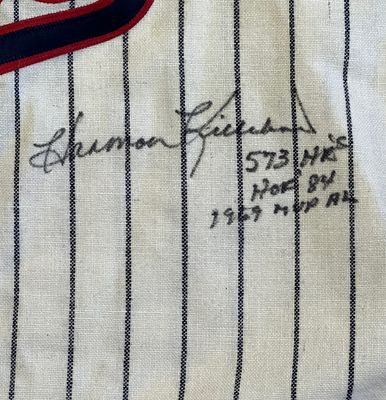 Harmon Killebrew
573 HR's
HOF 84
1969 MVP AL